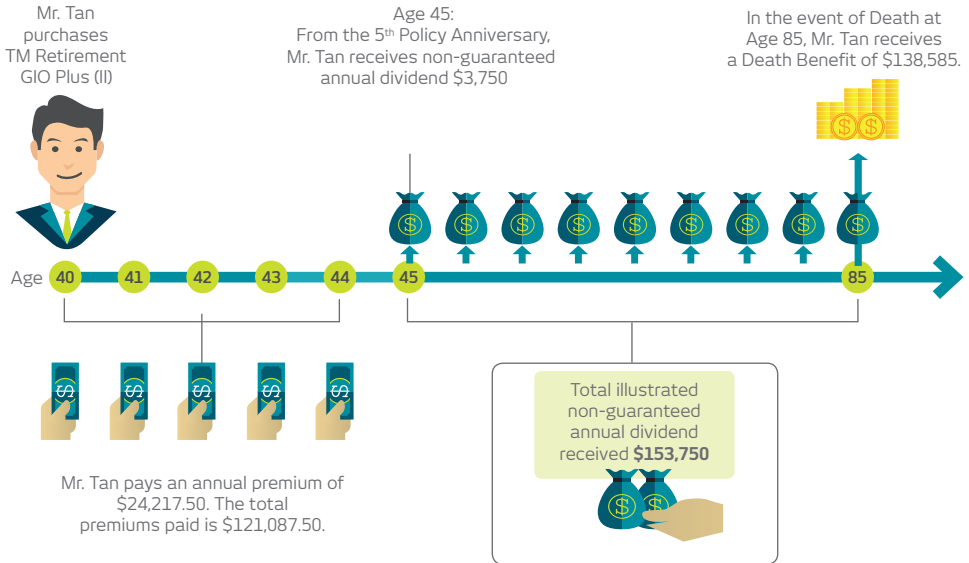 Mr. Tan
purchases
TM Retirement
GIO Plus (II)
Age 45:
From the 5th Policy Anniversary,
Mr. Tan receives non-guaranteed
annual dividend $3,750
In the event of Death at
Age 85, Mr. Tan receives
a Death Benefit of $138,585.
$ $
$ $ $ $ $ $ $ $
Age 40 41 42 43 44 45 85
$ $ $ $ $
Mr. Tan pays an annual premium of
$24,217.50. The total
premiums paid is $121,087.50.
Total illustrated
non-guaranteed
annual dividend
received $153,750
$ $